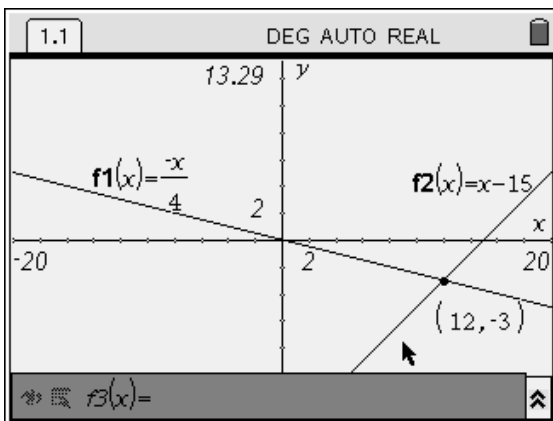 1.1 DEG AUTO REAL
13.29 y
f1(x)=-x/4
f2(x)=x-15
2
x
-20 2 20
(12,-3)
f3(x)=